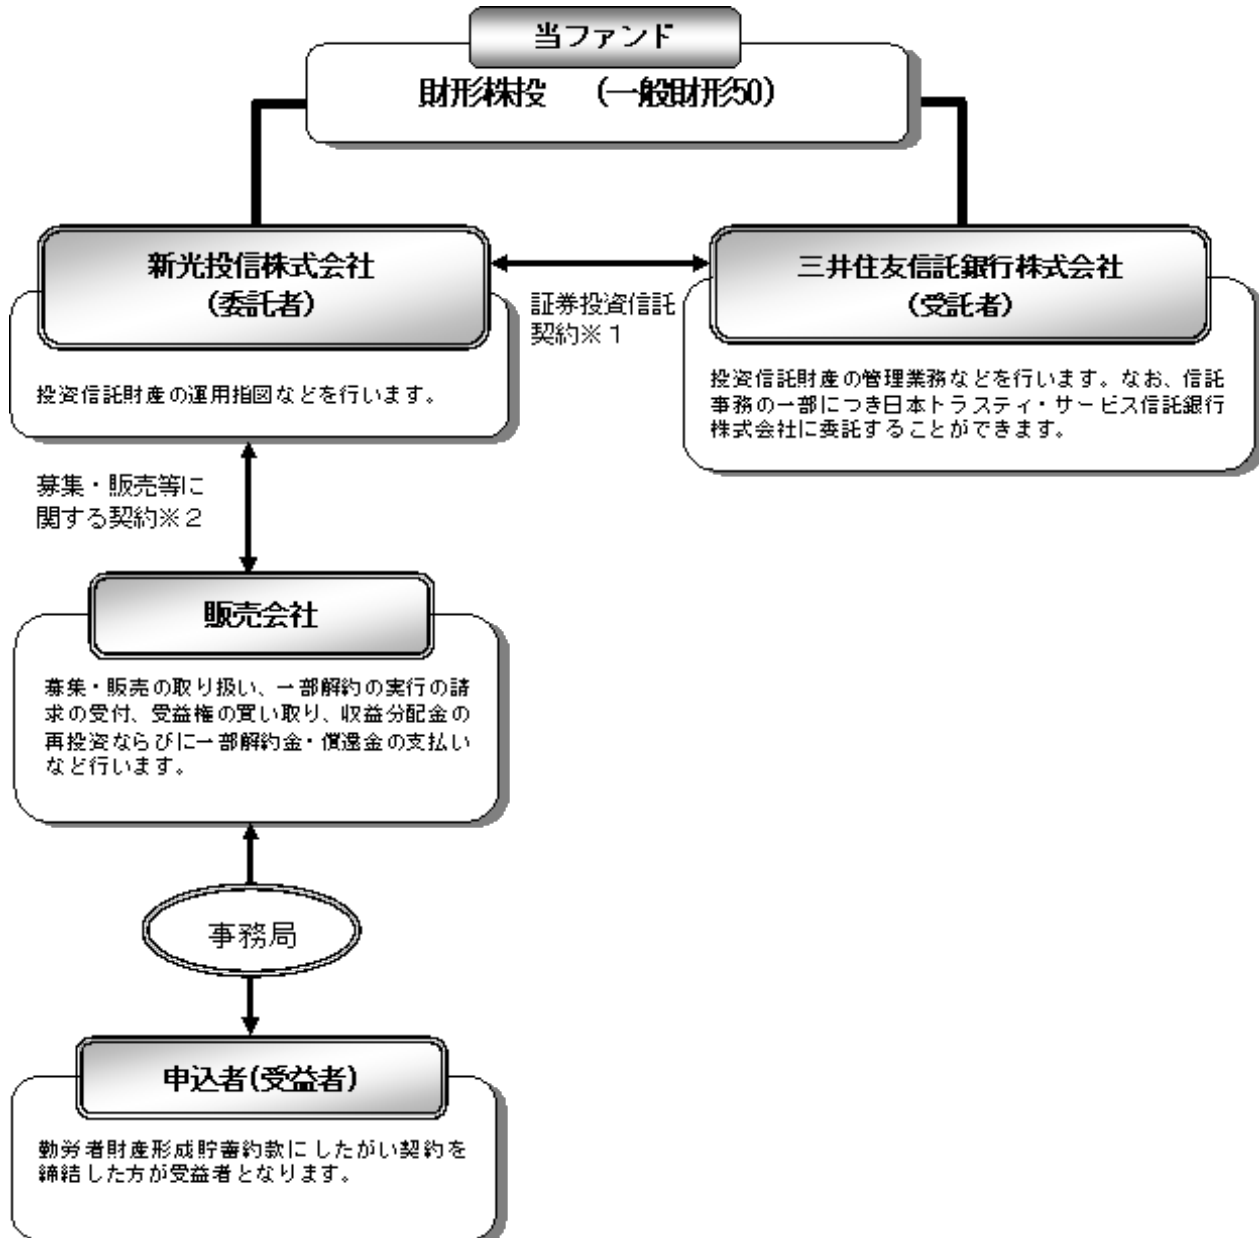 当ファンド
財形株投　（一般財形50）
新光投信株式会社
（委託者）
投資信託財産の運用指図などを行います。
証券投資信託
契約※１
三井住友信託銀行株式会社
（受託者）
投資信託財産の管理業務などを行います。なお、信託
事務の一部につき日本トラスティ・サービス信託銀行
株式会社に委託することができます。
募集・販売等に
関する契約※２
販売会社
募集・販売の取り扱い、一部解約の実行の請
求の受付、受益権の買い取り、収益分配金の
再投資ならびに一部解約金・償還金の支払い
など行います。
事務局
申込者(受益者)
勤労者財産形成貯蓄約款にしたがい契約を
締結した方が受益者となります。